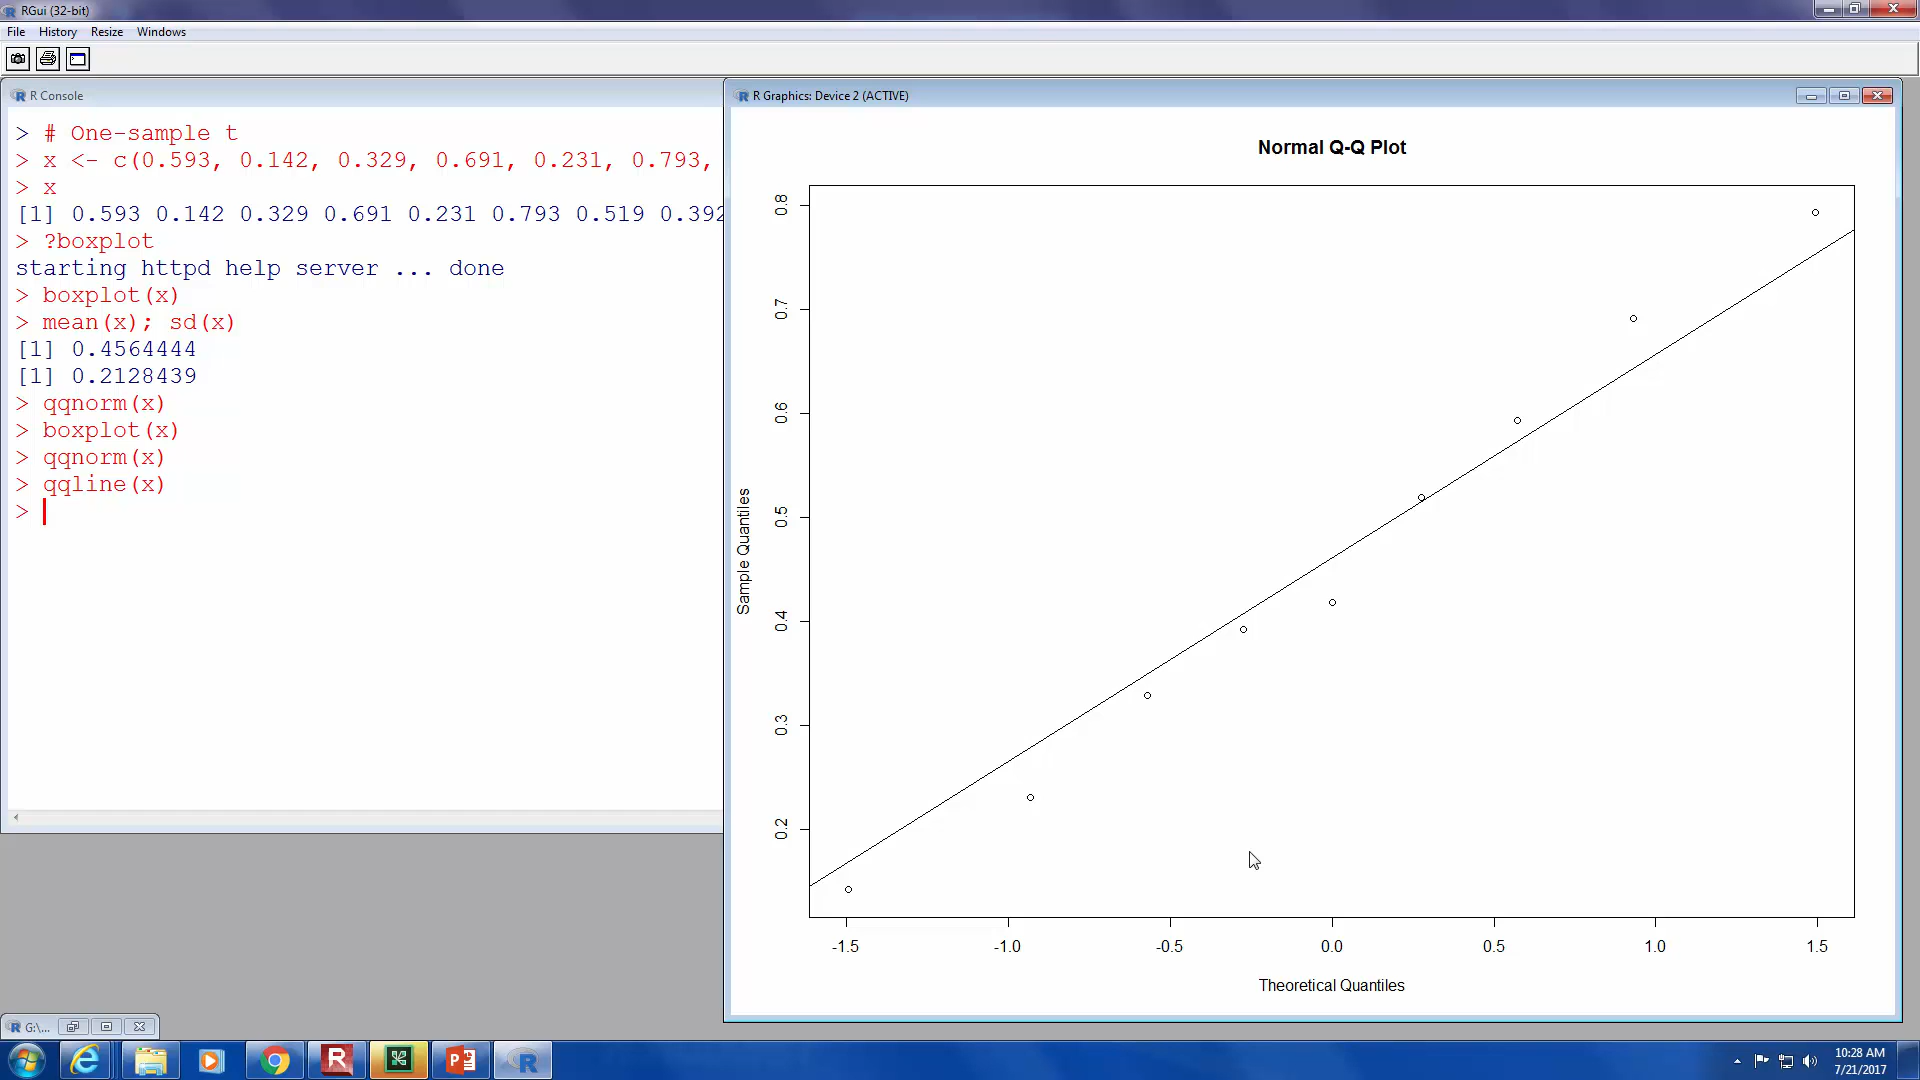 RGui (32-bit)
File History Resize Windows
R Console
> # One-sample t
> x <- c(0.593, 0.142, 0.329, 0.691, 0.231, 0.793,
> x
[1] 0.593 0.142 0.329 0.691 0.231 0.793 0.519 0.392
> ?boxplot
starting httpd help server ... done
> boxplot(x)
> mean(x); sd(x)
[1] 0.4564444
[1] 0.2128439
> qqnorm(x)
> boxplot(x)
> qqnorm(x)
> qqline(x)
>
R Graphics: Device 2 (ACTIVE)
Normal Q-Q Plot
Sample Quantiles
0.8
0.7
0.6
0.5
0.4
0.3
0.2
-1.5 -1.0 -0.5 0.0 0.5 1.0 1.5
Theoretical Quantiles
G:\...
10:28 AM
7/21/2017